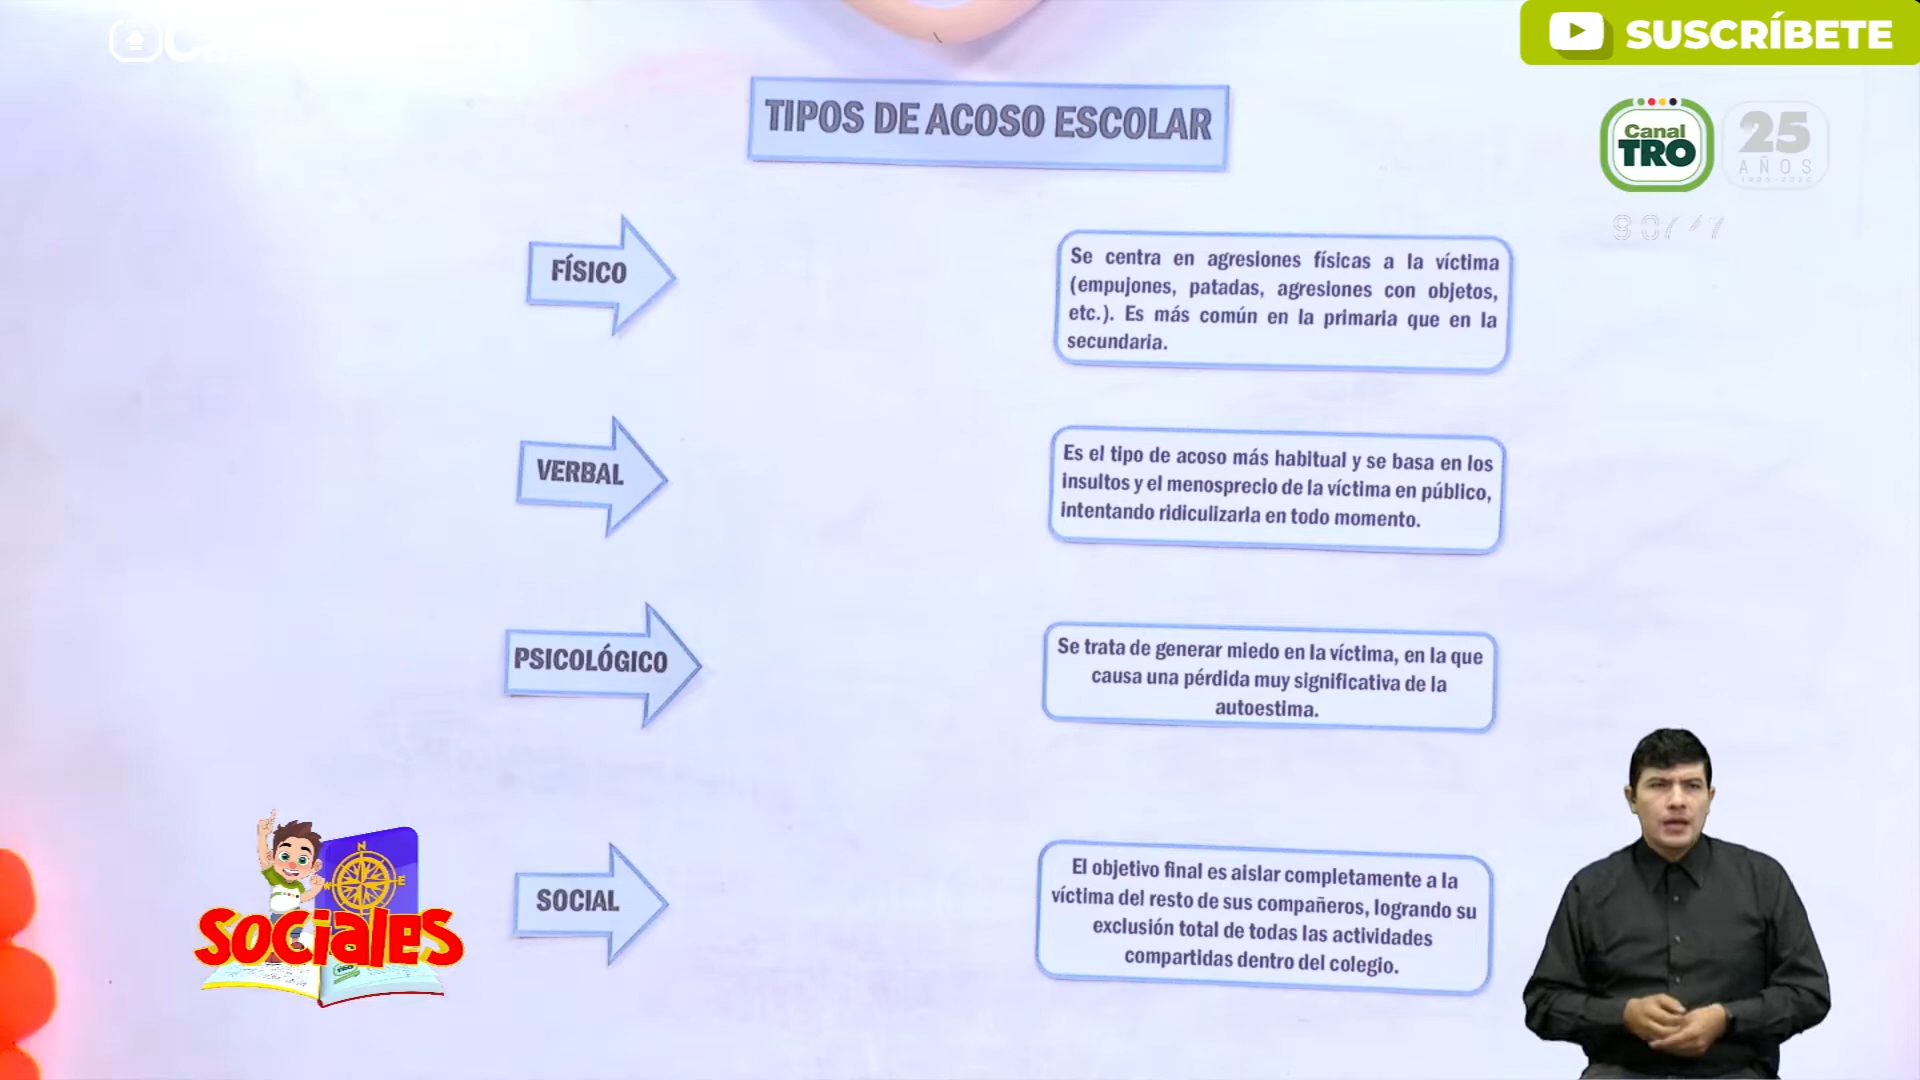 SUSCRÍBETE
TIPOS DE ACOSO ESCOLAR
Canal
TRO
25
AÑOS
FÍSICO
Se centra en agresiones físicas a la víctima
(empujones, patadas, agresiones con objetos,
etc.). Es más común en la primaria que en la
secundaria.
VERBAL
Es el tipo de acoso más habitual y se basa en los
insultos y el menosprecio de la víctima en público,
intentando ridiculizarla en todo momento.
PSICOLÓGICO
Se trata de generar miedo en la víctima, en la que
causa una pérdida muy significativa de la
autoestima.
SOCIAL
El objetivo final es aislar completamente a la
víctima del resto de sus compañeros, logrando su
exclusión total de todas las actividades
compartidas dentro del colegio.
N
E
SOCIALES